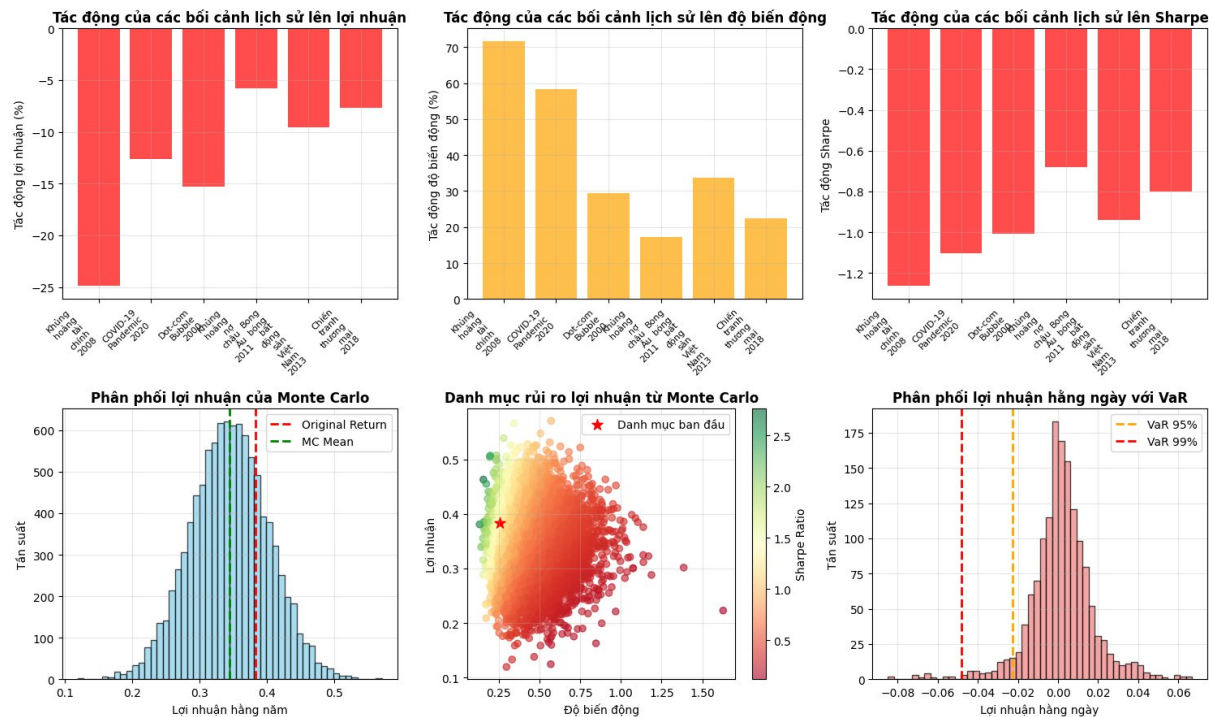 Tác động của các bối cảnh lịch sử lên lợi nhuận
Tác động lợi nhuận (%)
0
−5
−10
−15
−20
−25
Khủng
hoảng
tài
chính
2008
COVID-19
Pandemic
2020
Dot-com
Bubble
2000
Khủng
hoảng
nợ
châu
Âu
2011
Bong
bóng
bất
động
sản
Việt
Nam
2013
Chiến
tranh
thương
mại
2018
Tác động của các bối cảnh lịch sử lên độ biến động
Tác động độ biến động (%)
70
60
50
40
30
20
10
0
Khủng
hoảng
tài
chính
2008
COVID-19
Pandemic
2020
Dot-com
Bubble
2000
Khủng
hoảng
nợ
châu
Âu
2011
Bong
bóng
bất
động
sản
Việt
Nam
2013
Chiến
tranh
thương
mại
2018
Tác động của các bối cảnh lịch sử lên Sharpe
Tác động Sharpe
0.0
−0.2
−0.4
−0.6
−0.8
−1.0
−1.2
Khủng
hoảng
tài
chính
2008
COVID-19
Pandemic
2020
Dot-com
Bubble
2000
Khủng
hoảng
nợ
châu
Âu
2011
Bong
bóng
bất
động
sản
Việt
Nam
2013
Chiến
tranh
thương
mại
2018
Phân phối lợi nhuận của Monte Carlo
Original Return
MC Mean
Tần suất
600
500
400
300
200
100
0
0.1 0.2 0.3 0.4 0.5
Lợi nhuận hằng năm
Danh mục rủi ro lợi nhuận từ Monte Carlo
Danh mục ban đầu
Lợi nhuận
0.5
0.4
0.3
0.2
0.1
0.25 0.50 0.75 1.00 1.25 1.50
Độ biến động
2.5
2.0
1.5
1.0
0.5
Sharpe Ratio
Phân phối lợi nhuận hằng ngày với VaR
VaR 95%
VaR 99%
Tần suất
175
150
125
100
75
50
25
0
−0.08 −0.06 −0.04 −0.02 0.00 0.02 0.04 0.06
Lợi nhuận hằng ngày